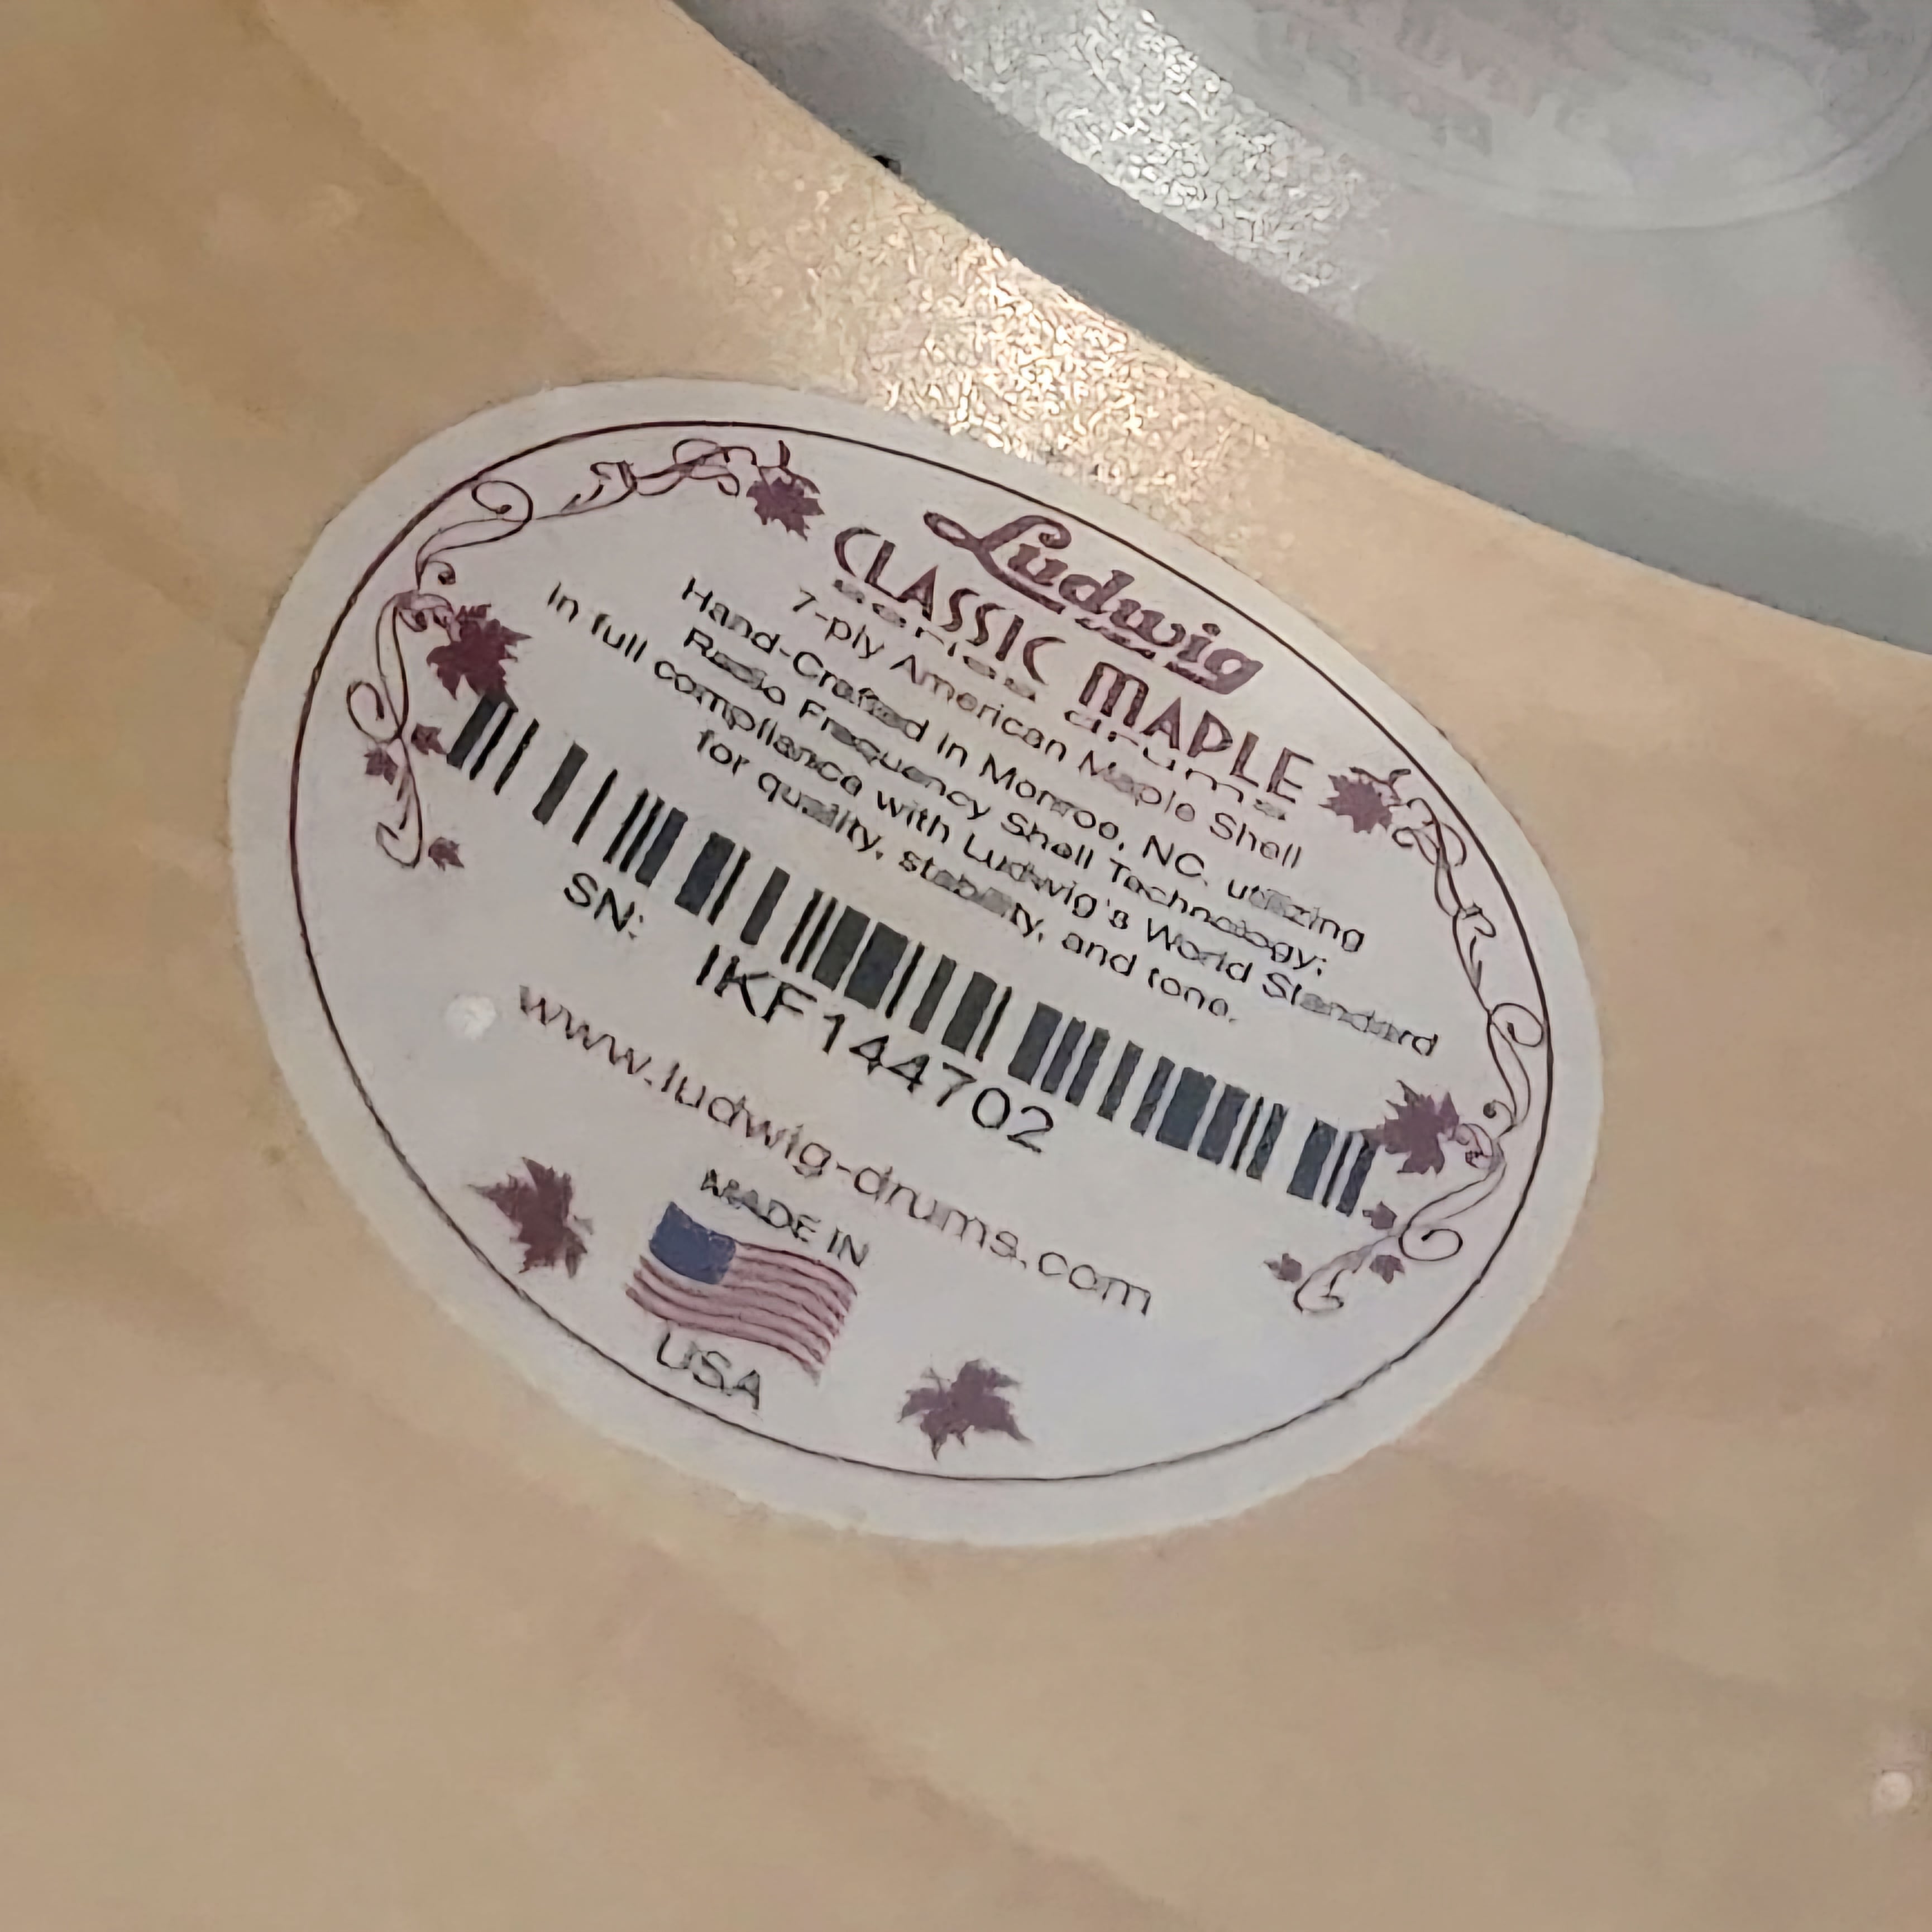 Ludwig
CLASSIC MAPLE
series drums
7-ply American Maple Shell
Hand-Crafted in Monroe, NC. utilizing
Radio Frequency Shell Technology;
In full compliance with Ludwig's World Standard
for quality, stability, and tone.
SN: IKF144702
www.ludwig-drums.com
MADE IN
USA